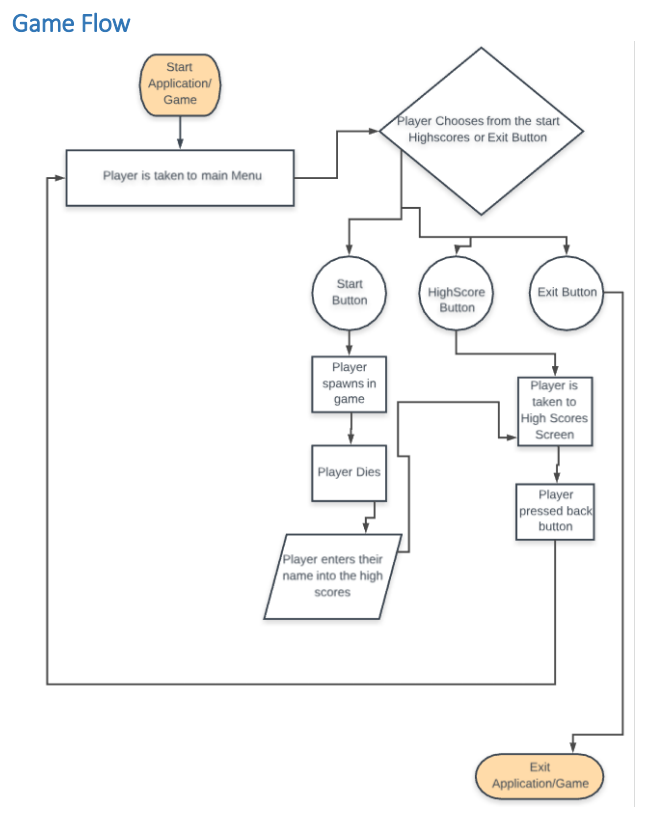 Game Flow
Start
Application/
Game
Player is taken to main Menu
Player Chooses from the start
Highscores or Exit Button
Start
Button
HighScore
Button
Exit Button
Player
spawns in
game
Player is
taken to
High Scores
Screen
Player Dies
Player
pressed back
button
Player enters their
name into the high
scores
Exit
Application/Game